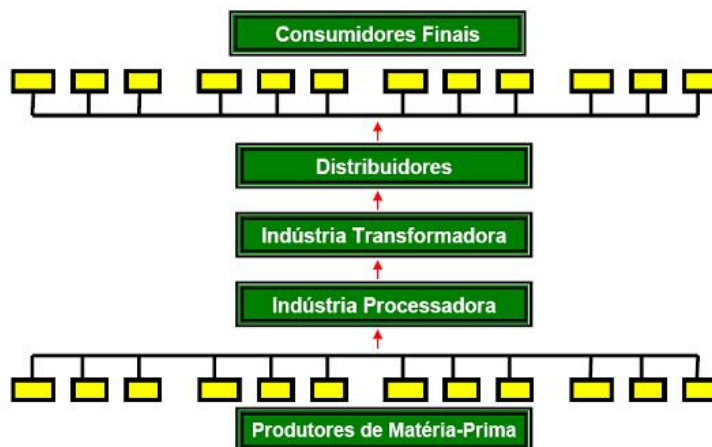 Consumidores Finais
Distribuidores
Indústria Transformadora
Indústria Processadora
Produtores de Matéria-Prima